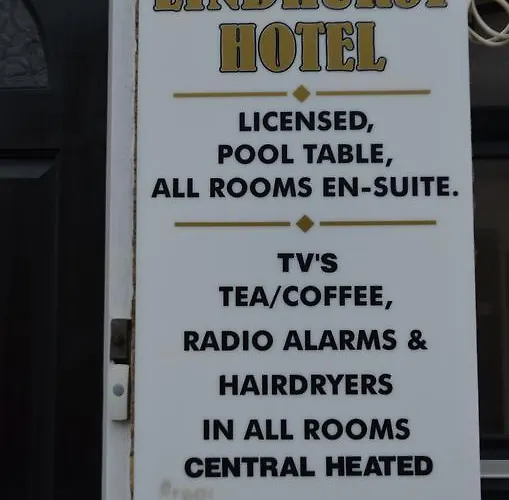 LINDHURST
HOTEL
LICENSED,
POOL TABLE,
ALL ROOMS EN-SUITE.
TV'S
TEA/COFFEE,
RADIO ALARMS &
HAIRDRYERS
IN ALL ROOMS
CENTRAL HEATED